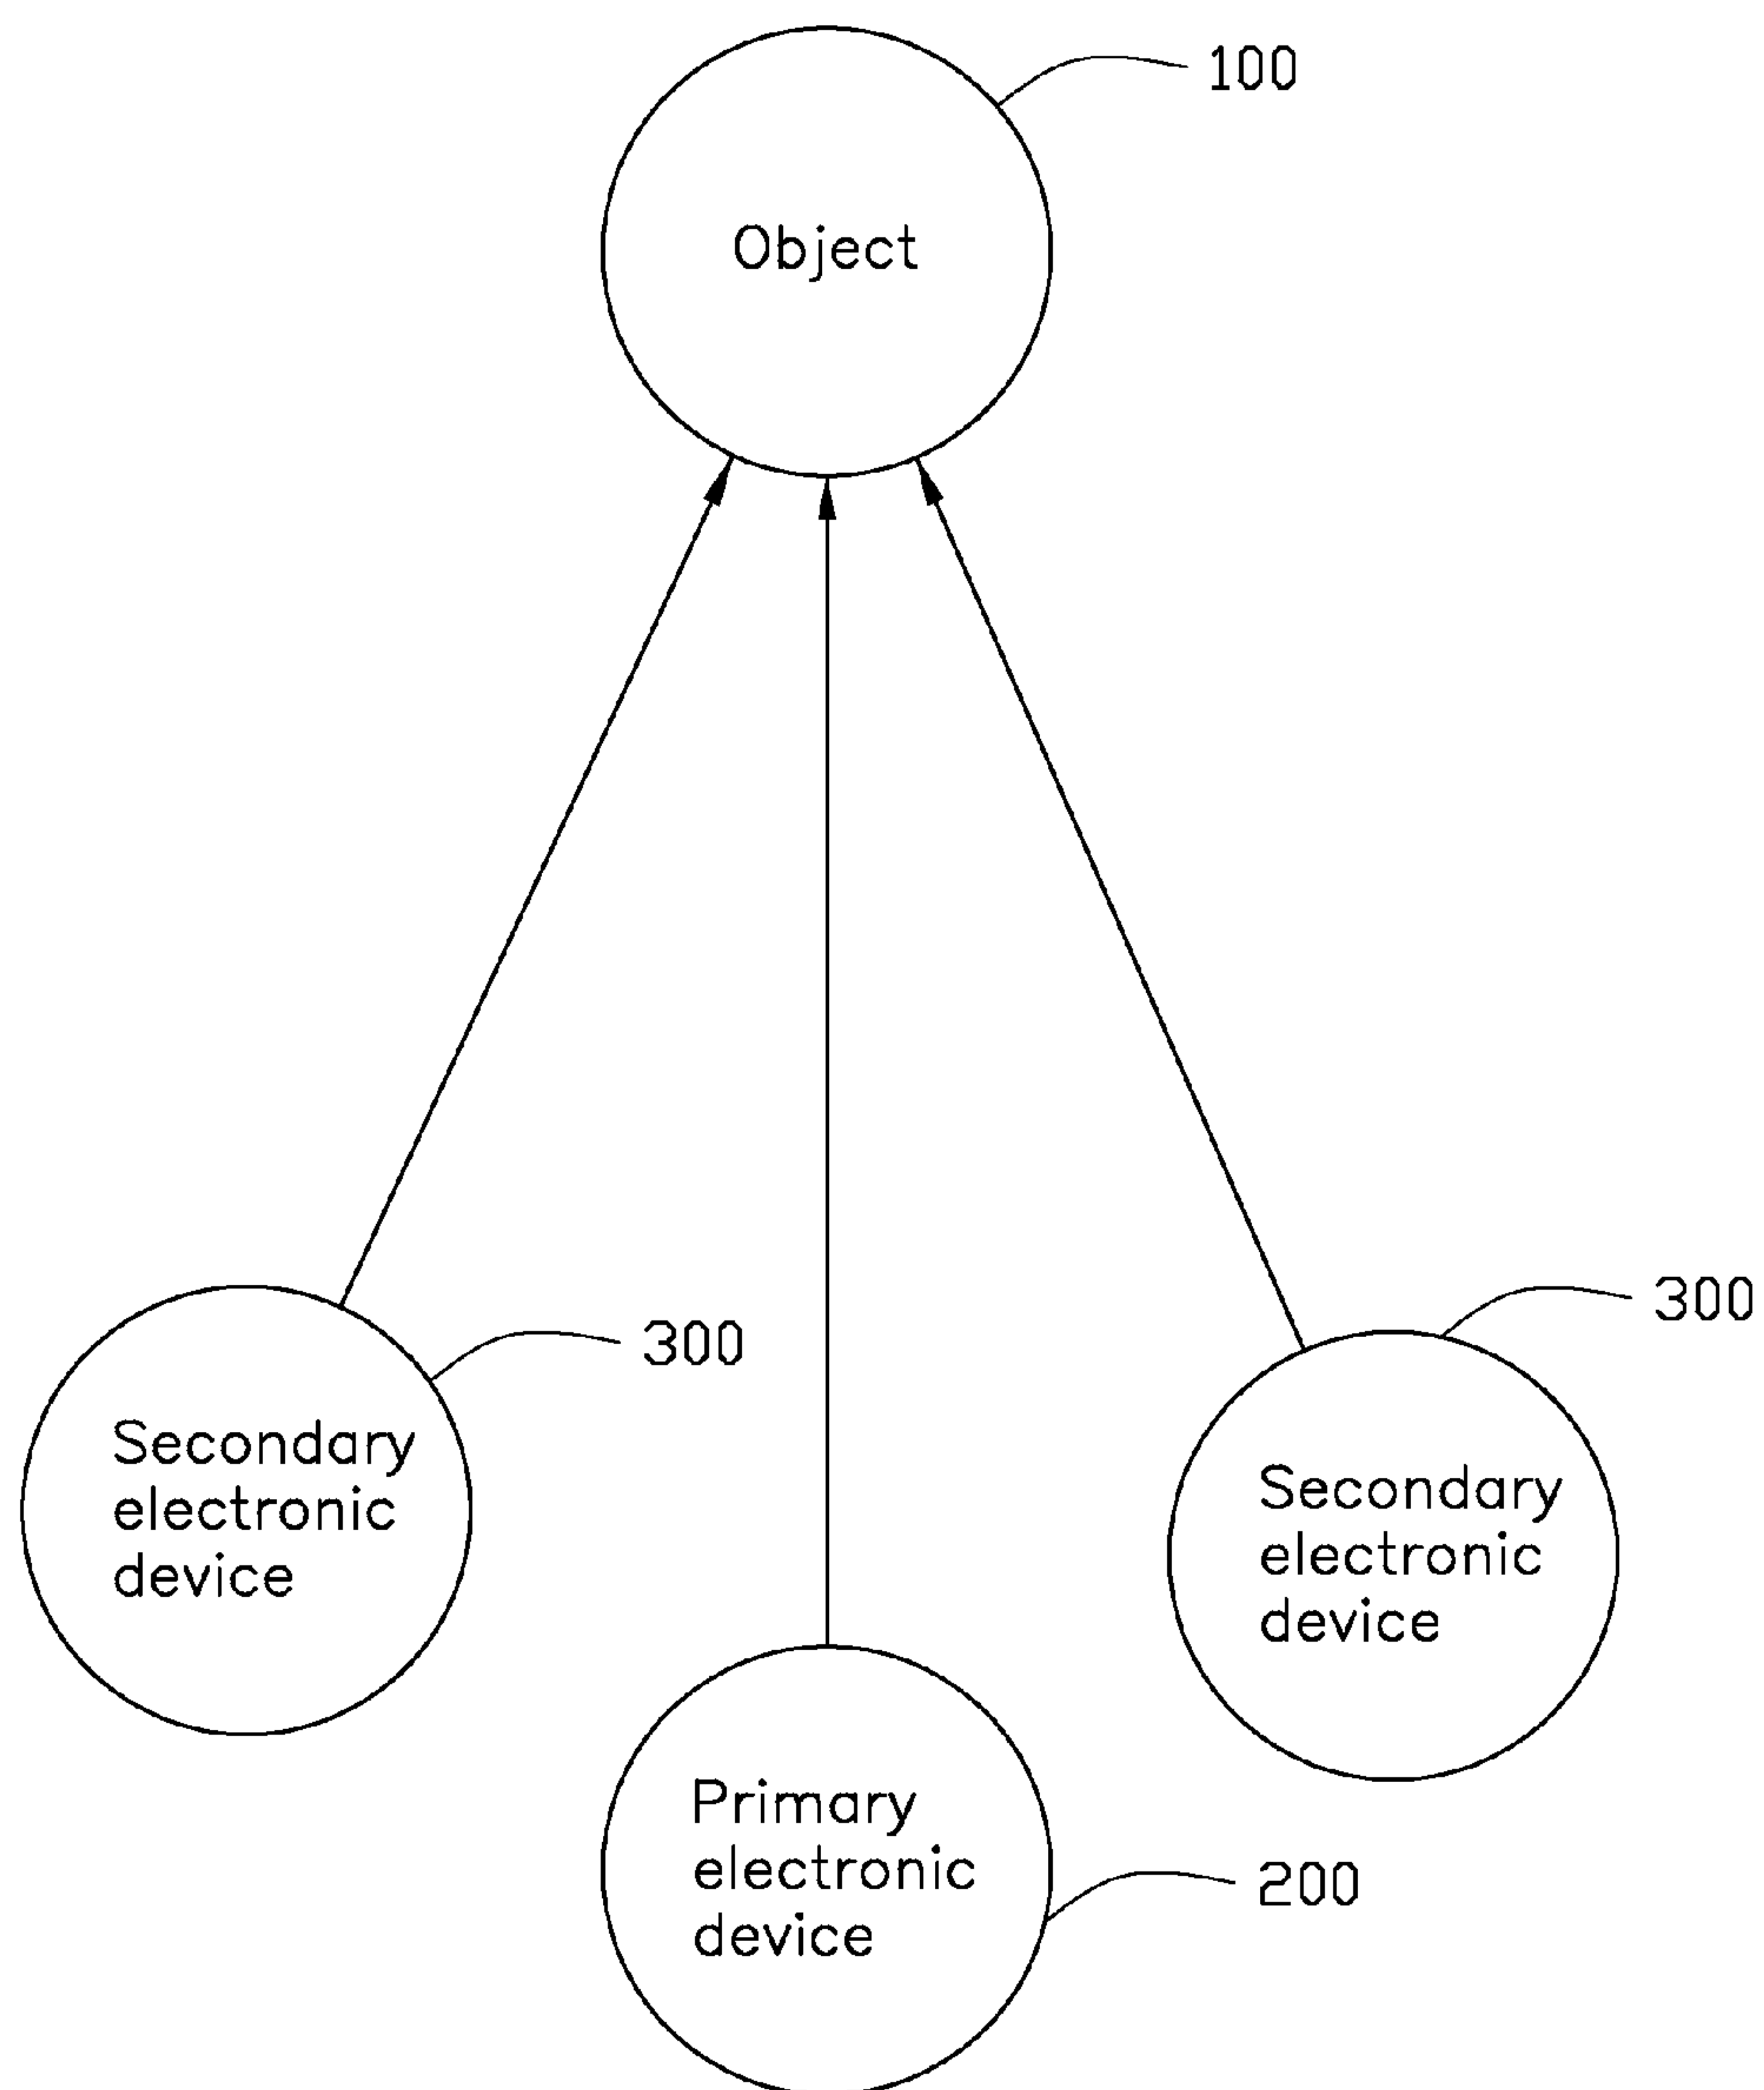 100
Object
300
300
Secondary
electronic
device
Secondary
electronic
device
Primary
electronic
device
200